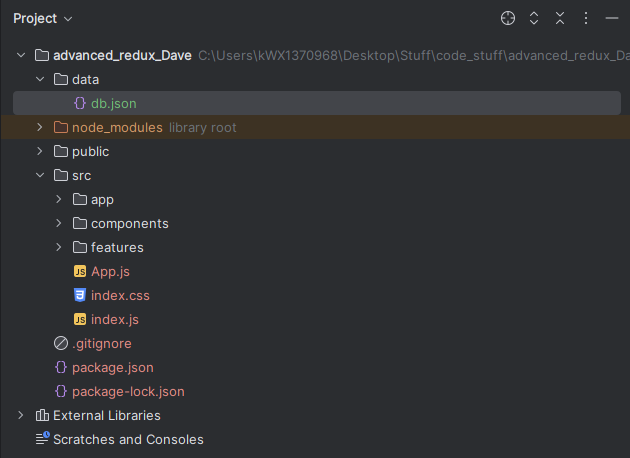 Project
advanced_redux_Dave C:\Users\kWX1370968\Desktop\Stuff\code_stuff\advanced_redux_Da
data
{} db.json
node_modules library root
public
src
app
components
features
JS App.js
index.css
JS index.js
.gitignore
{} package.json
{} package-lock.json
External Libraries
Scratches and Consoles